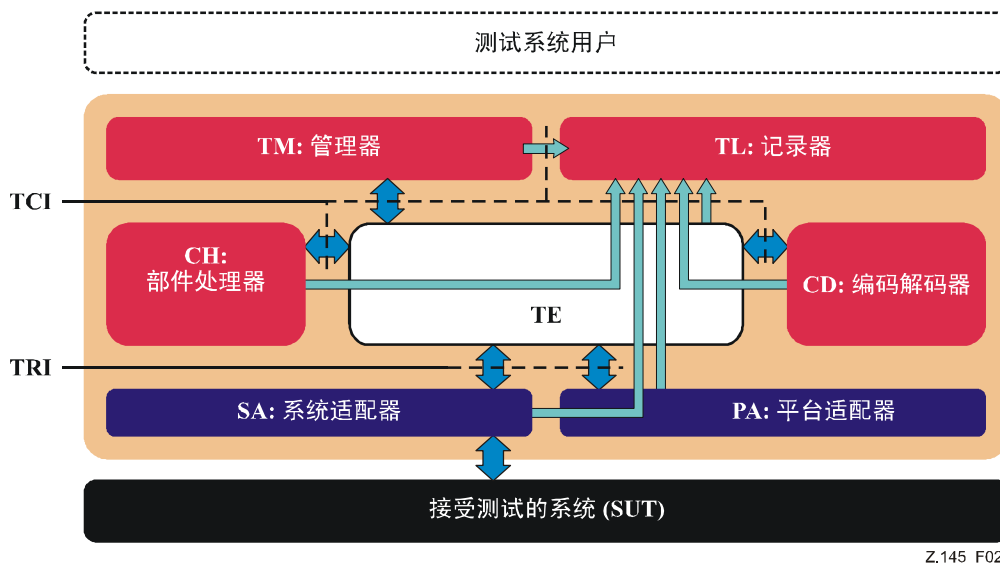 测试系统用户
TM: 管理器
TL: 记录器
TCI
CH:
部件处理器
CD: 编码解码器
TE
TRI
SA: 系统适配器
PA: 平台适配器
接受测试的系统 (SUT)
Z.145_F02